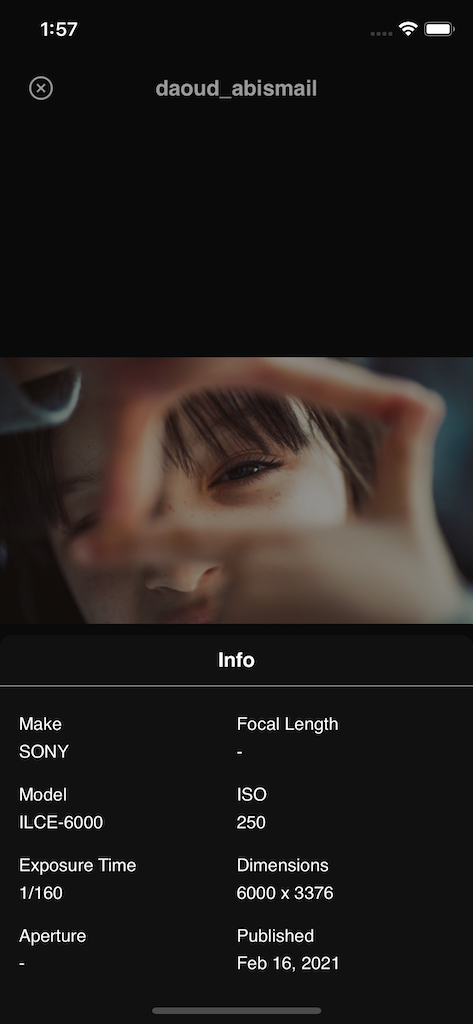 1:57
daoud_abismail
Info
Make
SONY
Focal Length
-
Model
ILCE-6000
ISO
250
Exposure Time
1/160
Dimensions
6000 x 3376
Aperture
-
Published
Feb 16, 2021